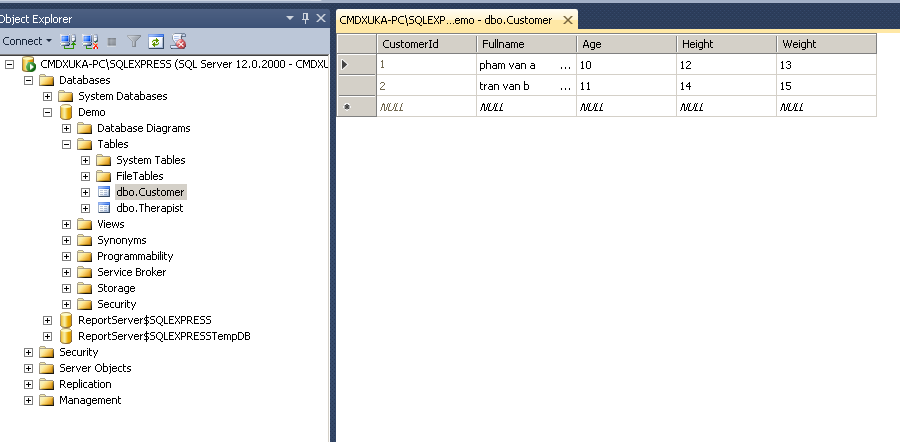 Object Explorer
Connect
CMDXUKA-PC\SQLEXPRESS (SQL Server 12.0.2000 - CMDXU
Databases
System Databases
Demo
Database Diagrams
Tables
System Tables
FileTables
dbo.Customer
dbo.Therapist
Views
Synonyms
Programmability
Service Broker
Storage
Security
ReportServer$SQLEXPRESS
ReportServer$SQLEXPRESSTempDB
Security
Server Objects
Replication
Management
CMDXUKA-PC\SQLEXP...emo - dbo.Customer
CustomerId Fullname Age Height Weight
1 pham van a ... 10 12 13
2 tran van b ... 11 14 15
NULL NULL NULL NULL NULL